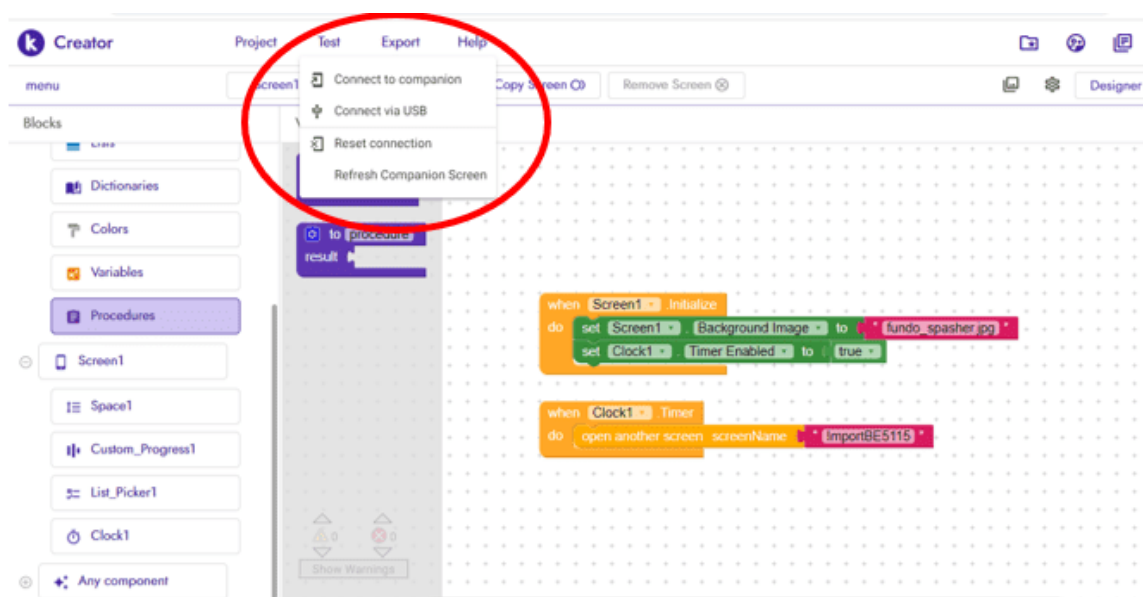 Creator
Project Test Export Help
menu
Screen1
Copy Screen
Remove Screen
Designer
Connect to companion
Connect via USB
Reset connection
Refresh Companion Screen
Blocks
Lists
Dictionaries
Colors
Variables
Procedures
Screen1
Space1
Custom_Progress1
List_Picker1
Clock1
Any component
to procedure
result
when Screen1 .Initialize
do set Screen1 . Background Image to " fundo_spasher.jpg "
set Clock1 . Timer Enabled to true
when Clock1 .Timer
do open another screen screenName
0 0
Show Warnings